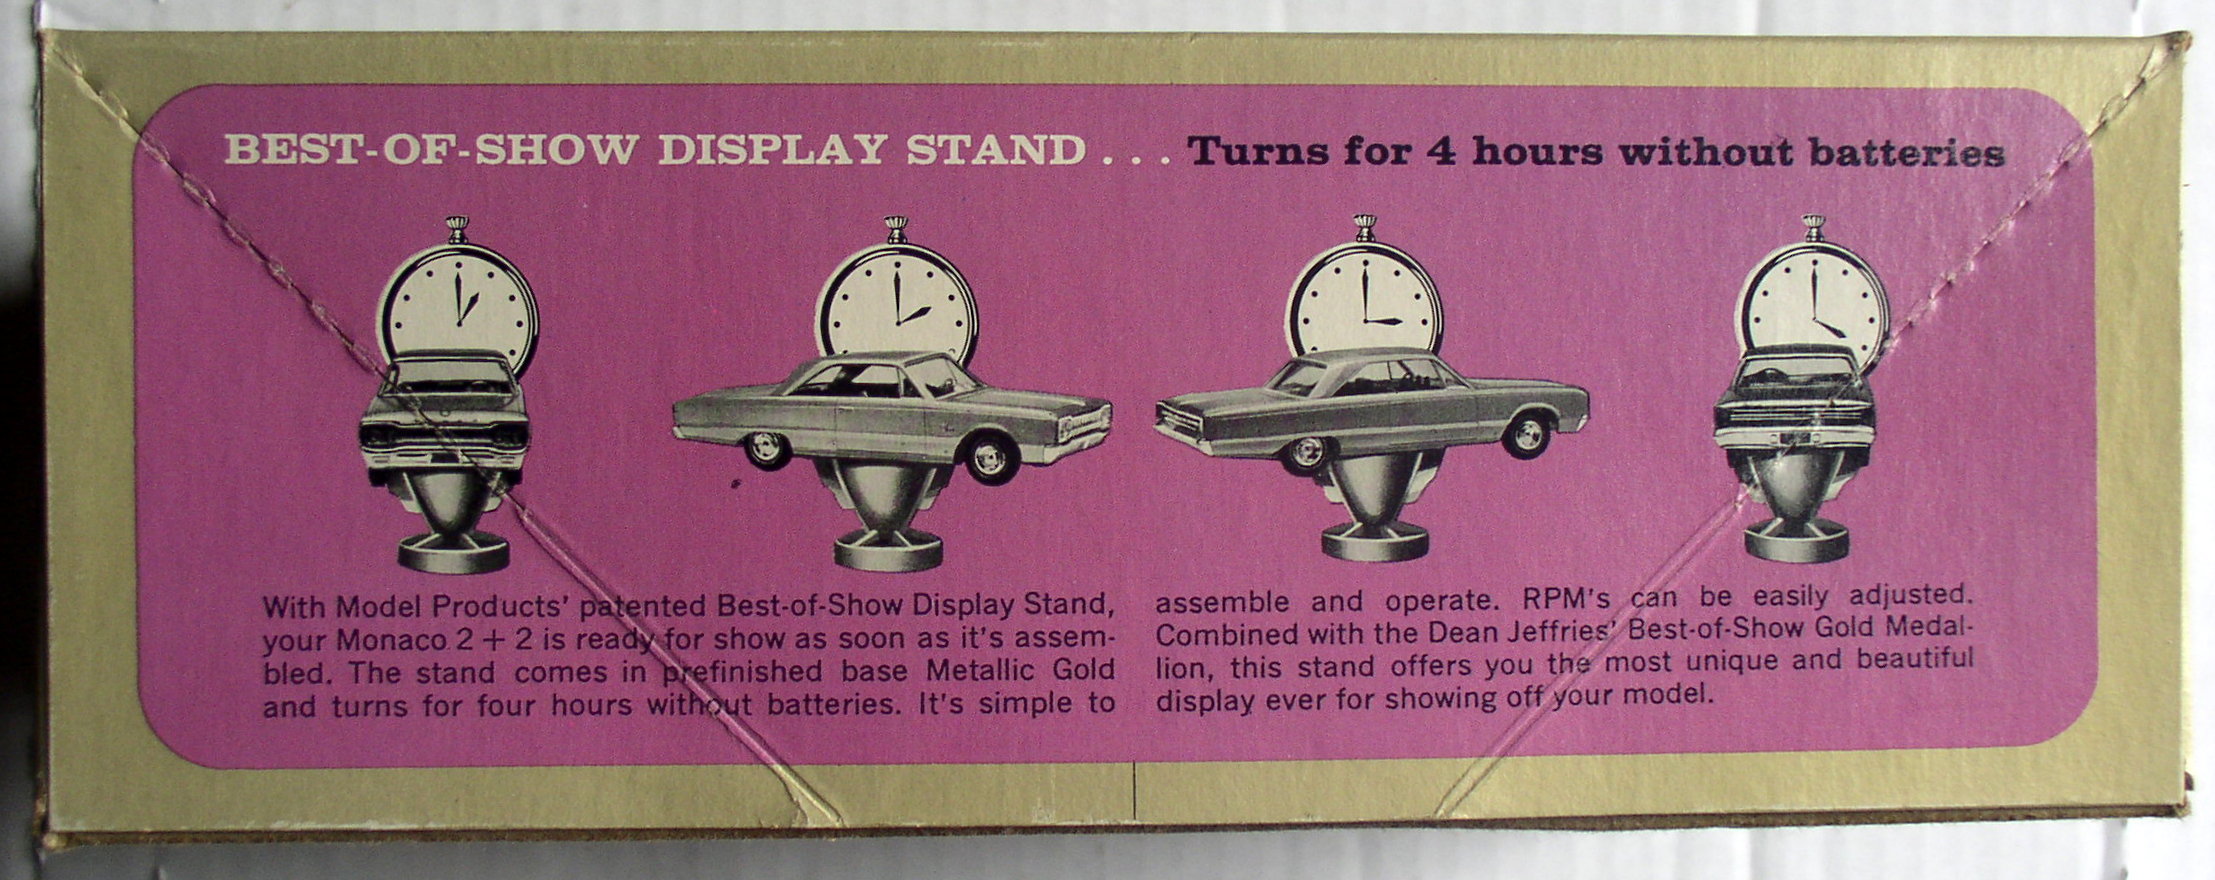 BEST-OF-SHOW DISPLAY STAND . . . Turns for 4 hours without batteries
With Model Products' patented Best-of-Show Display Stand,
your Monaco 2 + 2 is ready for show as soon as it's assem-
bled. The stand comes in prefinished base Metallic Gold
and turns for four hours without batteries. It's simple to
assemble and operate. RPM's can be easily adjusted.
Combined with the Dean Jeffries' Best-of-Show Gold Medal-
lion, this stand offers you the most unique and beautiful
display ever for showing off your model.